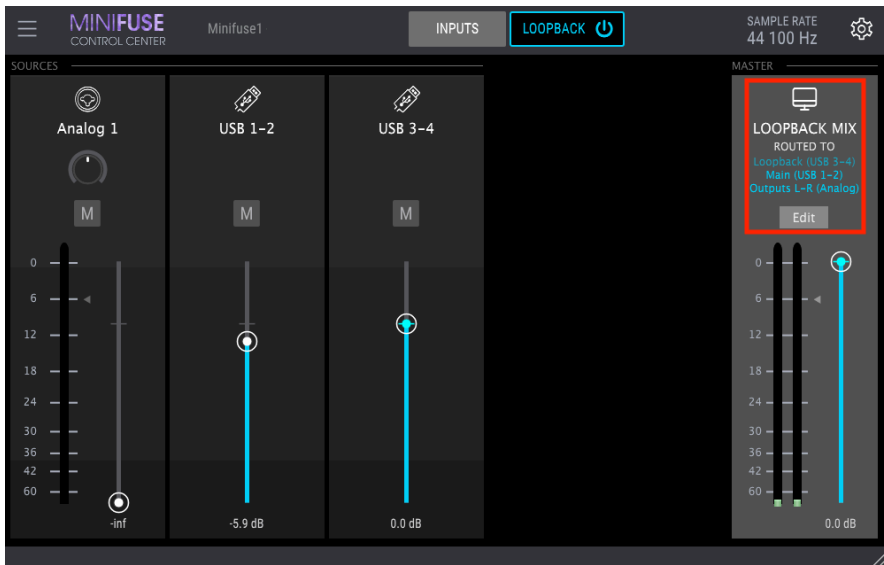 MINIFUSE
CONTROL CENTER
Minifuse1
INPUTS
LOOPBACK
SAMPLE RATE
44 100 Hz
SOURCES
MASTER
Analog 1
USB 1-2
USB 3-4
LOOPBACK MIX
ROUTED TO
Loopback (USB 3-4)
Main (USB 1-2)
Outputs L-R (Analog)
M
M
M
Edit
0
6
12
18
24
30
36
42
60
0
6
12
18
24
30
36
42
60
-inf
-5.9 dB
0.0 dB
0.0 dB